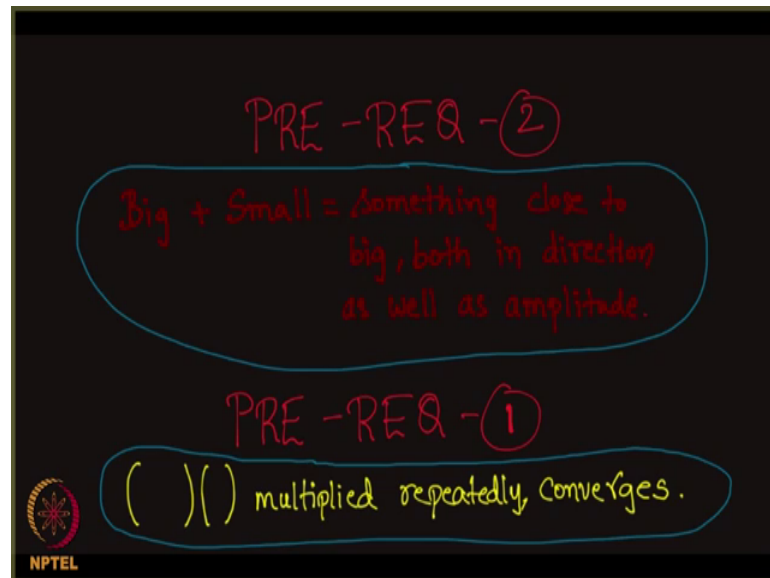 PRE-REQ-2
Big + Small = something close to
big, both in direction
as well as amplitude.
PRE-REQ-1
( )( ) multiplied repeatedly, converges.
NPTEL